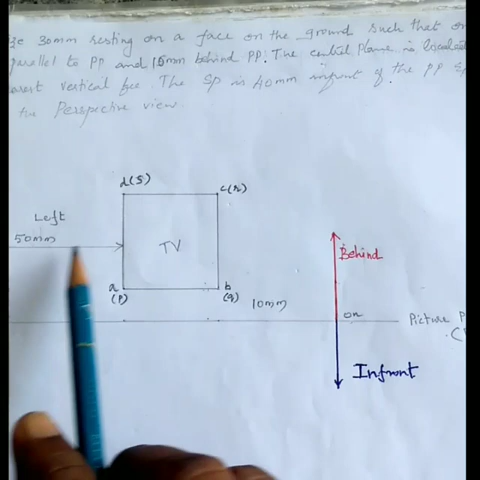 30mm resting on a face on the ground such that
parallel to PP and 10mm behind PP. The central Plane is located
vertical face. The SP is 40mm infront of the PP
the Perspective view.
d(s)
c(r)
Left
50mm
TV
Behind
a
(p)
b
(q)
10mm
on
Picture P
Infront